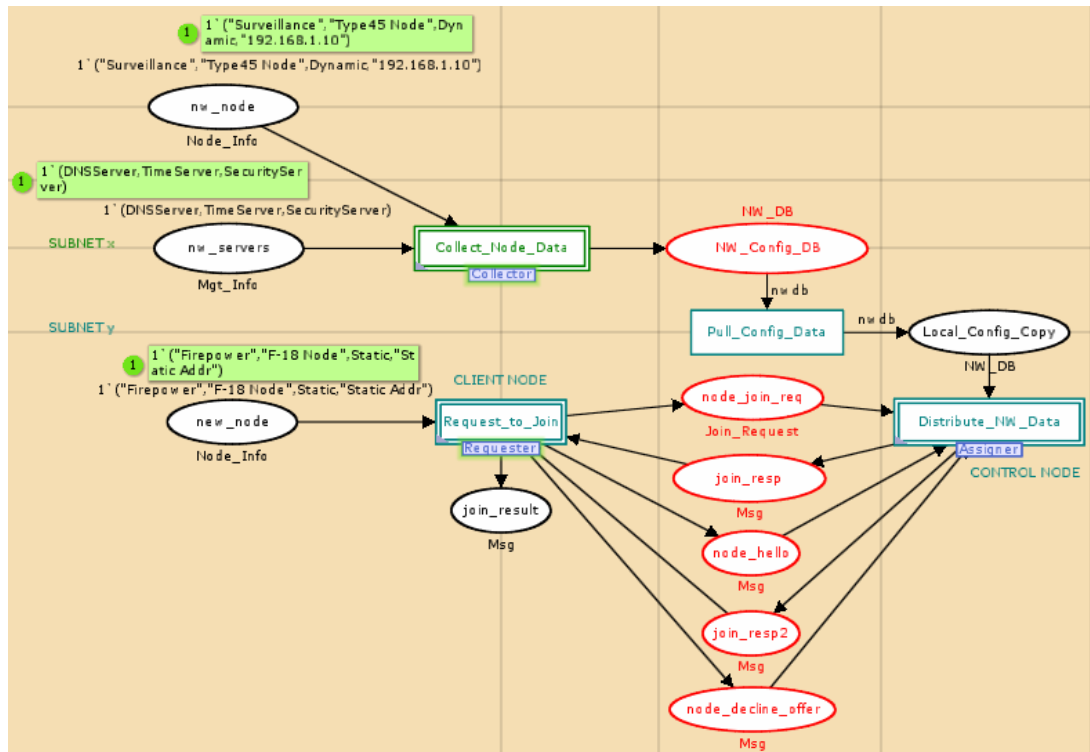 1 1`("Surveillance","Type45 Node",Dyn
amic,"192.168.1.10")
1`("Surveillance","Type45 Node",Dynamic,"192.168.1.10")
nw_node
Node_Info
1 1`(DNSServer,TimeServer,SecuritySer
ver)
1`(DNSServer,TimeServer,SecurityServer)
NW_DB
SUBNET x
nw_servers
Collect_Node_Data
NW_Config_DB
Collector
Mgt_Info
nwdb
SUBNET y
Pull_Config_Data
nwdb
Local_Config_Copy
NW_DB
1 1`("Firepower","F-18 Node",Static,"St
atic Addr")
1`("Firepower","F-18 Node",Static,"Static Addr")
CLIENT NODE
node_join_req
new_node
Request_to_Join
Distribute_NW_Data
Join_Request
Requester
Assigner
Node_Info
CONTROL NODE
join_resp
Msg
join_result
Msg
node_hello
Msg
join_resp2
Msg
node_decline_offer
Msg